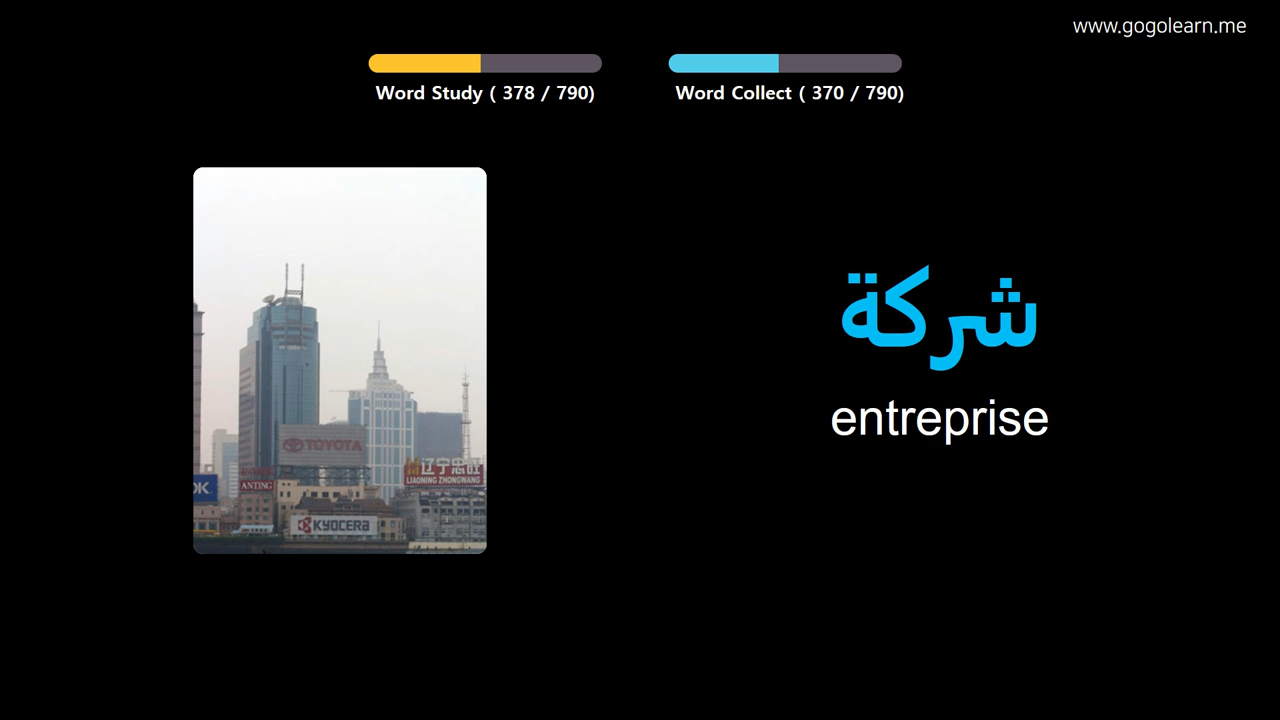 www.gogolearn.me
Word Study ( 378 / 790)
Word Collect ( 370 / 790)
شركة
entreprise
TOYOTA
辽宁忠旺
LIAONING ZHONGWANG
OK
ANTING
KYOCERA